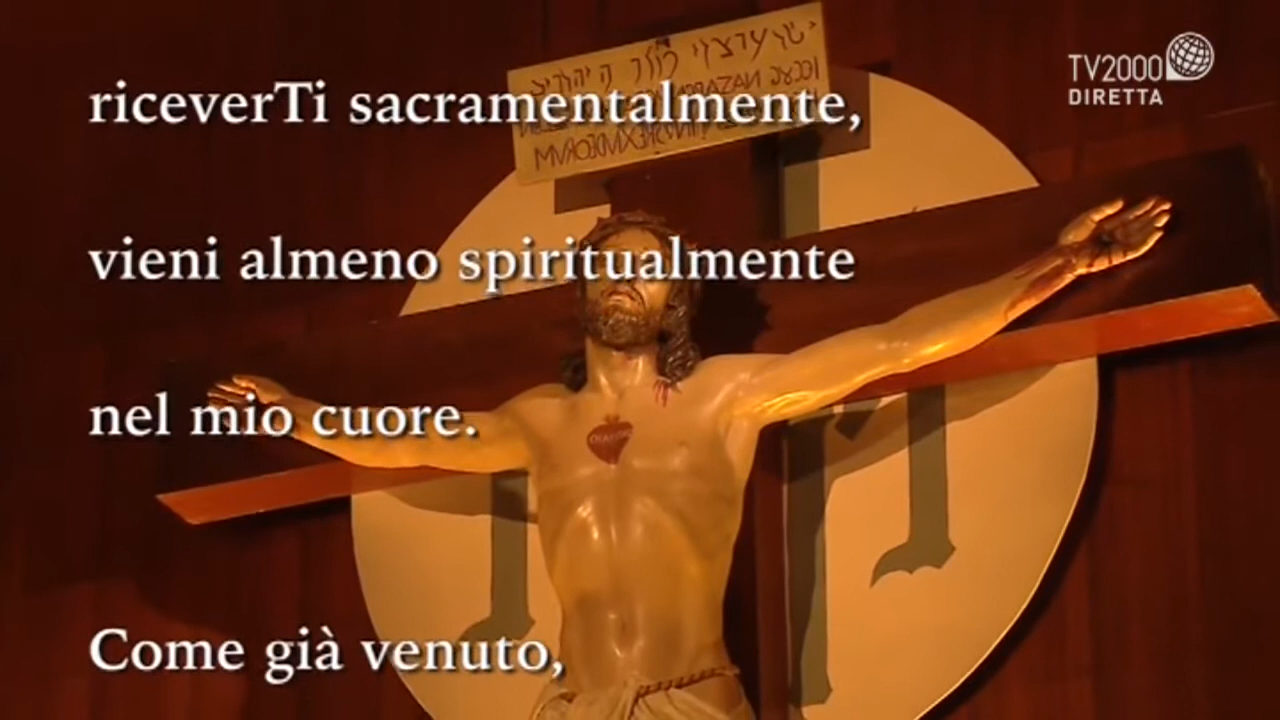 riceverTi sacramentalmente,
vieni almeno spiritualmente
nel mio cuore.
Come già venuto,
TV2000
DIRETTA